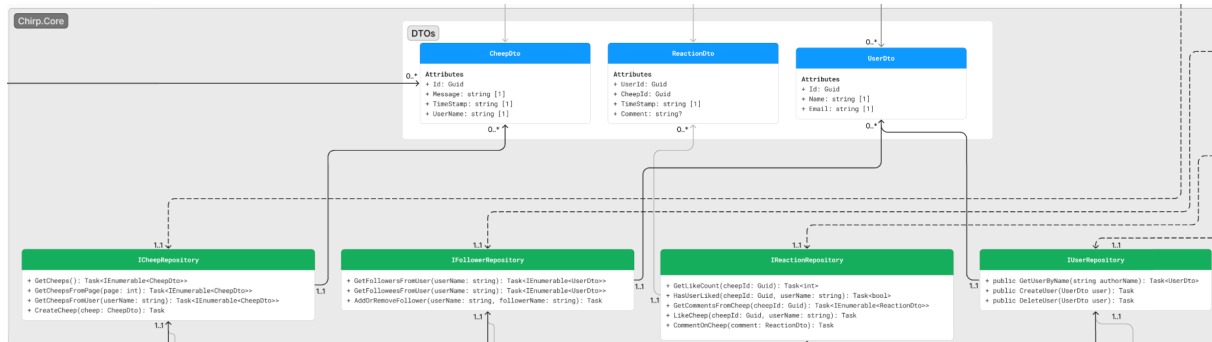 Chirp.Core
DTOs
0..*
CheepDto
Attributes
+ Id: Guid
+ Message: string [1]
+ TimeStamp: string [1]
+ UserName: string [1]
0..*
ReactionDto
Attributes
+ UserId: Guid
+ CheepId: Guid
+ TimeStamp: string [1]
+ Comment: string?
0..*
0..*
UserDto
Attributes
+ Id: Guid
+ Name: string [1]
+ Email: string [1]
0..*
1..1
ICheepRepository
+ GetCheeps(): Task<IEnumerable<CheepDto>>
+ GetCheepsFromPage(page: int): Task<IEnumerable<CheepDto>>
+ GetCheepsFromUser(userName: string): Task<IEnumerable<CheepDto>>
+ CreateCheep(cheep: CheepDto): Task
1..1
1..1
1..1
IFollowerRepository
+ GetFollowersFromUser(userName: string): Task<IEnumerable<UserDto>>
+ GetFolloweesFromUser(userName: string): Task<IEnumerable<UserDto>>
+ AddOrRemoveFollower(userName: string, followerName: string): Task
1..1
1..1
1..1
IReactionRepository
+ GetLikeCount(cheepId: Guid): Task<int>
+ HasUserLiked(cheepId: Guid, userName: string): Task<bool>
+ GetCommentsFromCheep(cheepId: Guid): Task<IEnumerable<ReactionDto>>
+ LikeCheep(cheepId: Guid, userName: string): Task
+ CommentOnCheep(comment: ReactionDto): Task
1..1
1..1
IUserRepository
+ public GetUserByName(string authorName): Task<UserDto>
+ public CreateUser(UserDto user): Task
+ public DeleteUser(UserDto user): Task
1..1
1..1